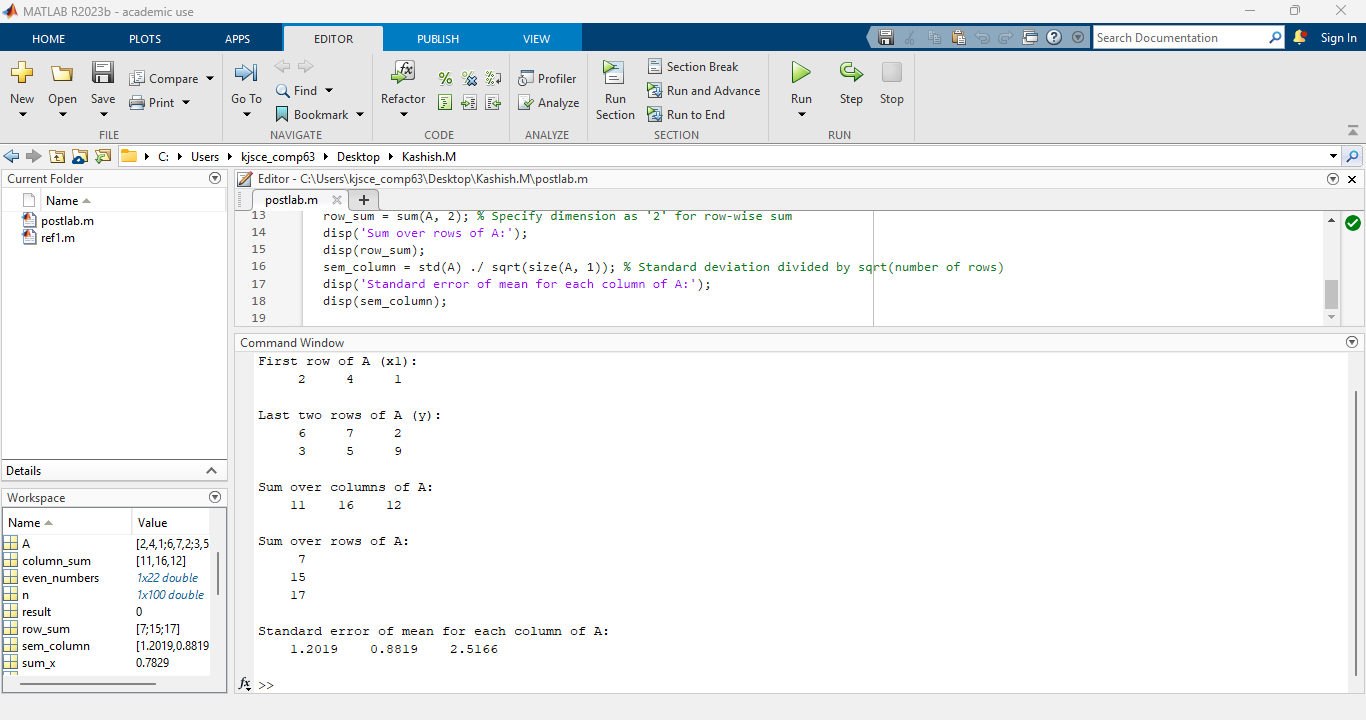 MATLAB R2023b - academic use
HOME PLOTS APPS EDITOR PUBLISH VIEW
Search Documentation
Sign In
New Open Save
Compare
Print
FILE
Go To
Find
Bookmark
NAVIGATE
Refactor
CODE
Profiler
Analyze
ANALYZE
Run Section
Section Break
Run and Advance
Run to End
SECTION
Run Step Stop
RUN
C: Users kjsce_comp63 Desktop Kashish.M
Current Folder
Name
postlab.m
ref1.m
Details
Workspace
Name Value
A [2,4,1;6,7,2;3,5
column_sum [11,16,12]
even_numbers 1x22 double
n 1x100 double
result 0
row_sum [7;15;17]
sem_column [1.2019,0.8819
sum_x 0.7829
Editor - C:\Users\kjsce_comp63\Desktop\Kashish.M\postlab.m
postlab.m
13 row_sum = sum(A, 2); % Specify dimension as '2' for row-wise sum
14 disp('Sum over rows of A:');
15 disp(row_sum);
16 sem_column = std(A) ./ sqrt(size(A, 1)); % Standard deviation divided by sqrt(number of rows)
17 disp('Standard error of mean for each column of A:');
18 disp(sem_column);
19
Command Window
First row of A (x1):
2 4 1
Last two rows of A (y):
6 7 2
3 5 9
Sum over columns of A:
11 16 12
Sum over rows of A:
7
15
17
Standard error of mean for each column of A:
1.2019 0.8819 2.5166
fx >>